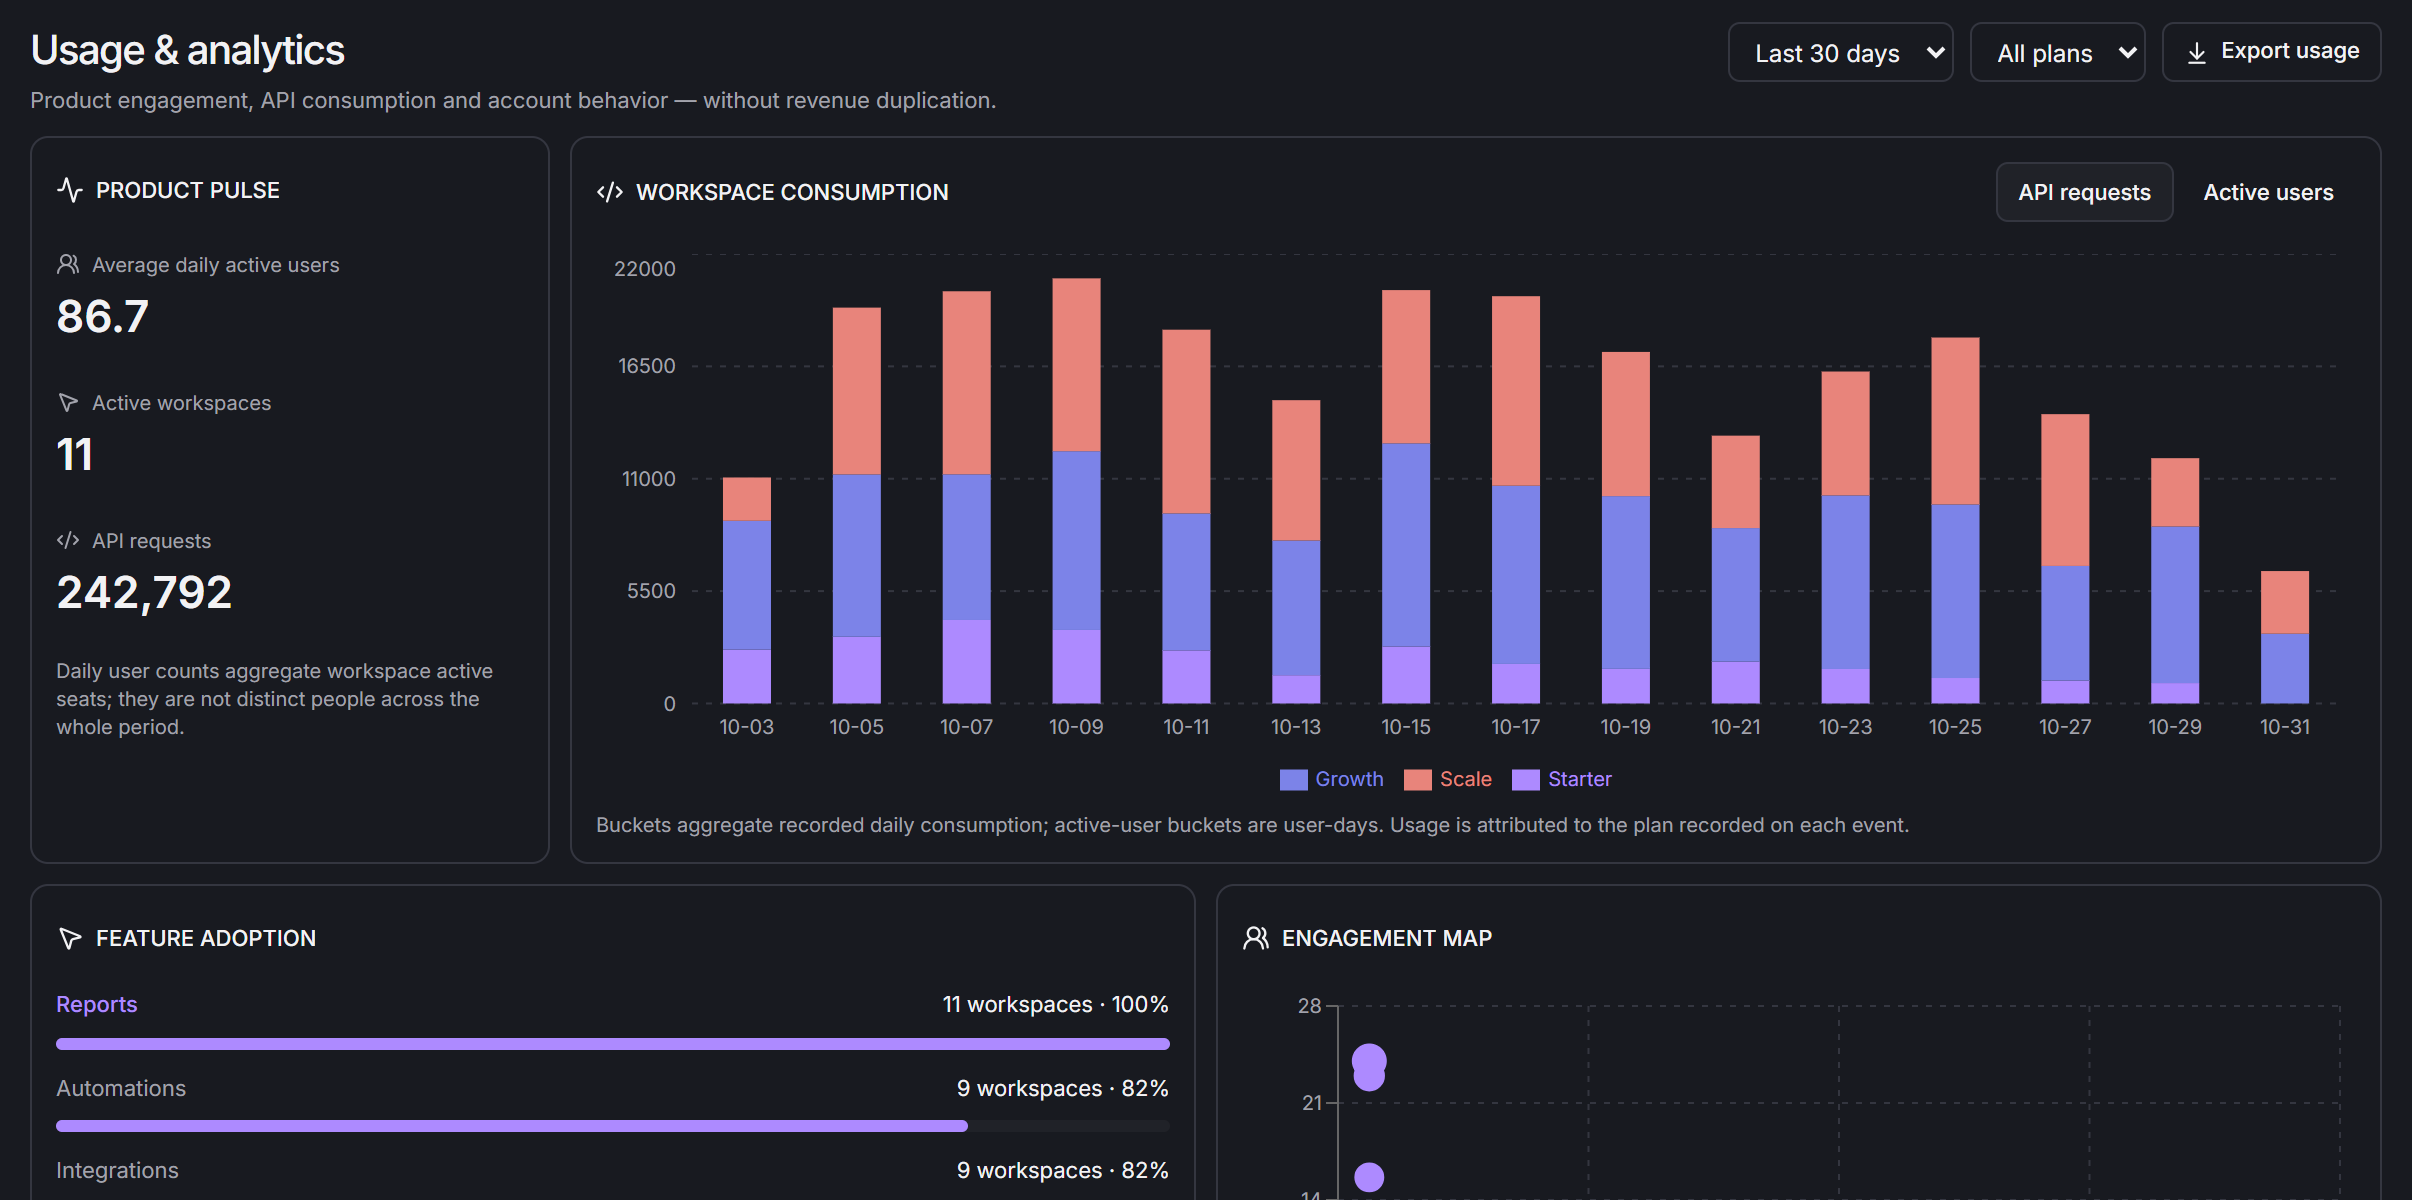 Usage & analytics
Last 30 days
All plans
Export usage
Product engagement, API consumption and account behavior — without revenue duplication.
PRODUCT PULSE
Average daily active users
86.7
Active workspaces
11
API requests
242,792
Daily user counts aggregate workspace active
seats; they are not distinct people across the
whole period.
WORKSPACE CONSUMPTION
API requests
Active users
22000
16500
11000
5500
0
10-03 10-05 10-07 10-09 10-11 10-13 10-15 10-17 10-19 10-21 10-23 10-25 10-27 10-29 10-31
Growth Scale Starter
Buckets aggregate recorded daily consumption; active-user buckets are user-days. Usage is attributed to the plan recorded on each event.
FEATURE ADOPTION
Reports 11 workspaces · 100%
Automations 9 workspaces · 82%
Integrations 9 workspaces · 82%
ENGAGEMENT MAP
28
21
14